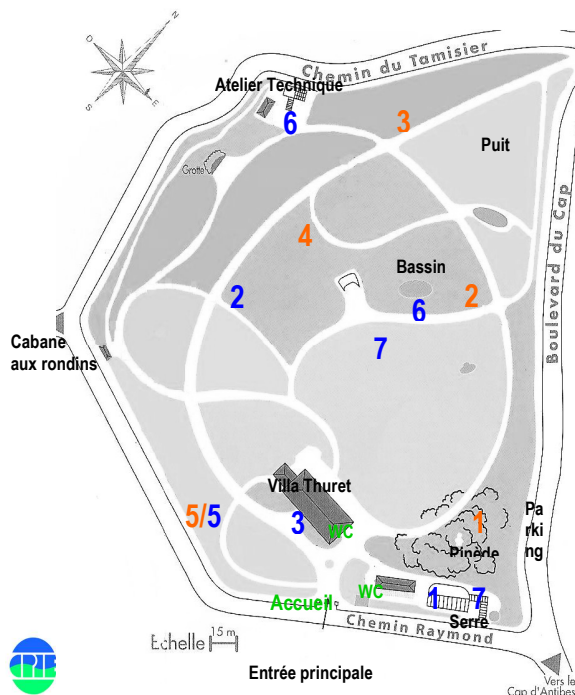 N
O
S
E
Chemin du Tamisier
Atelier Technique
6
3
Puit
Grotte
4
Boulevard du Cap
Bassin
2
2
6
7
Cabane
aux rondins
Villa Thuret
5/5
3
WC
1
Pa
rki
ng
Pinède
WC
1
7
Accueil
Serre
Chemin Raymond
Echelle 15 m
Entrée principale
Vers le
Cap d'Antibes
CPIE